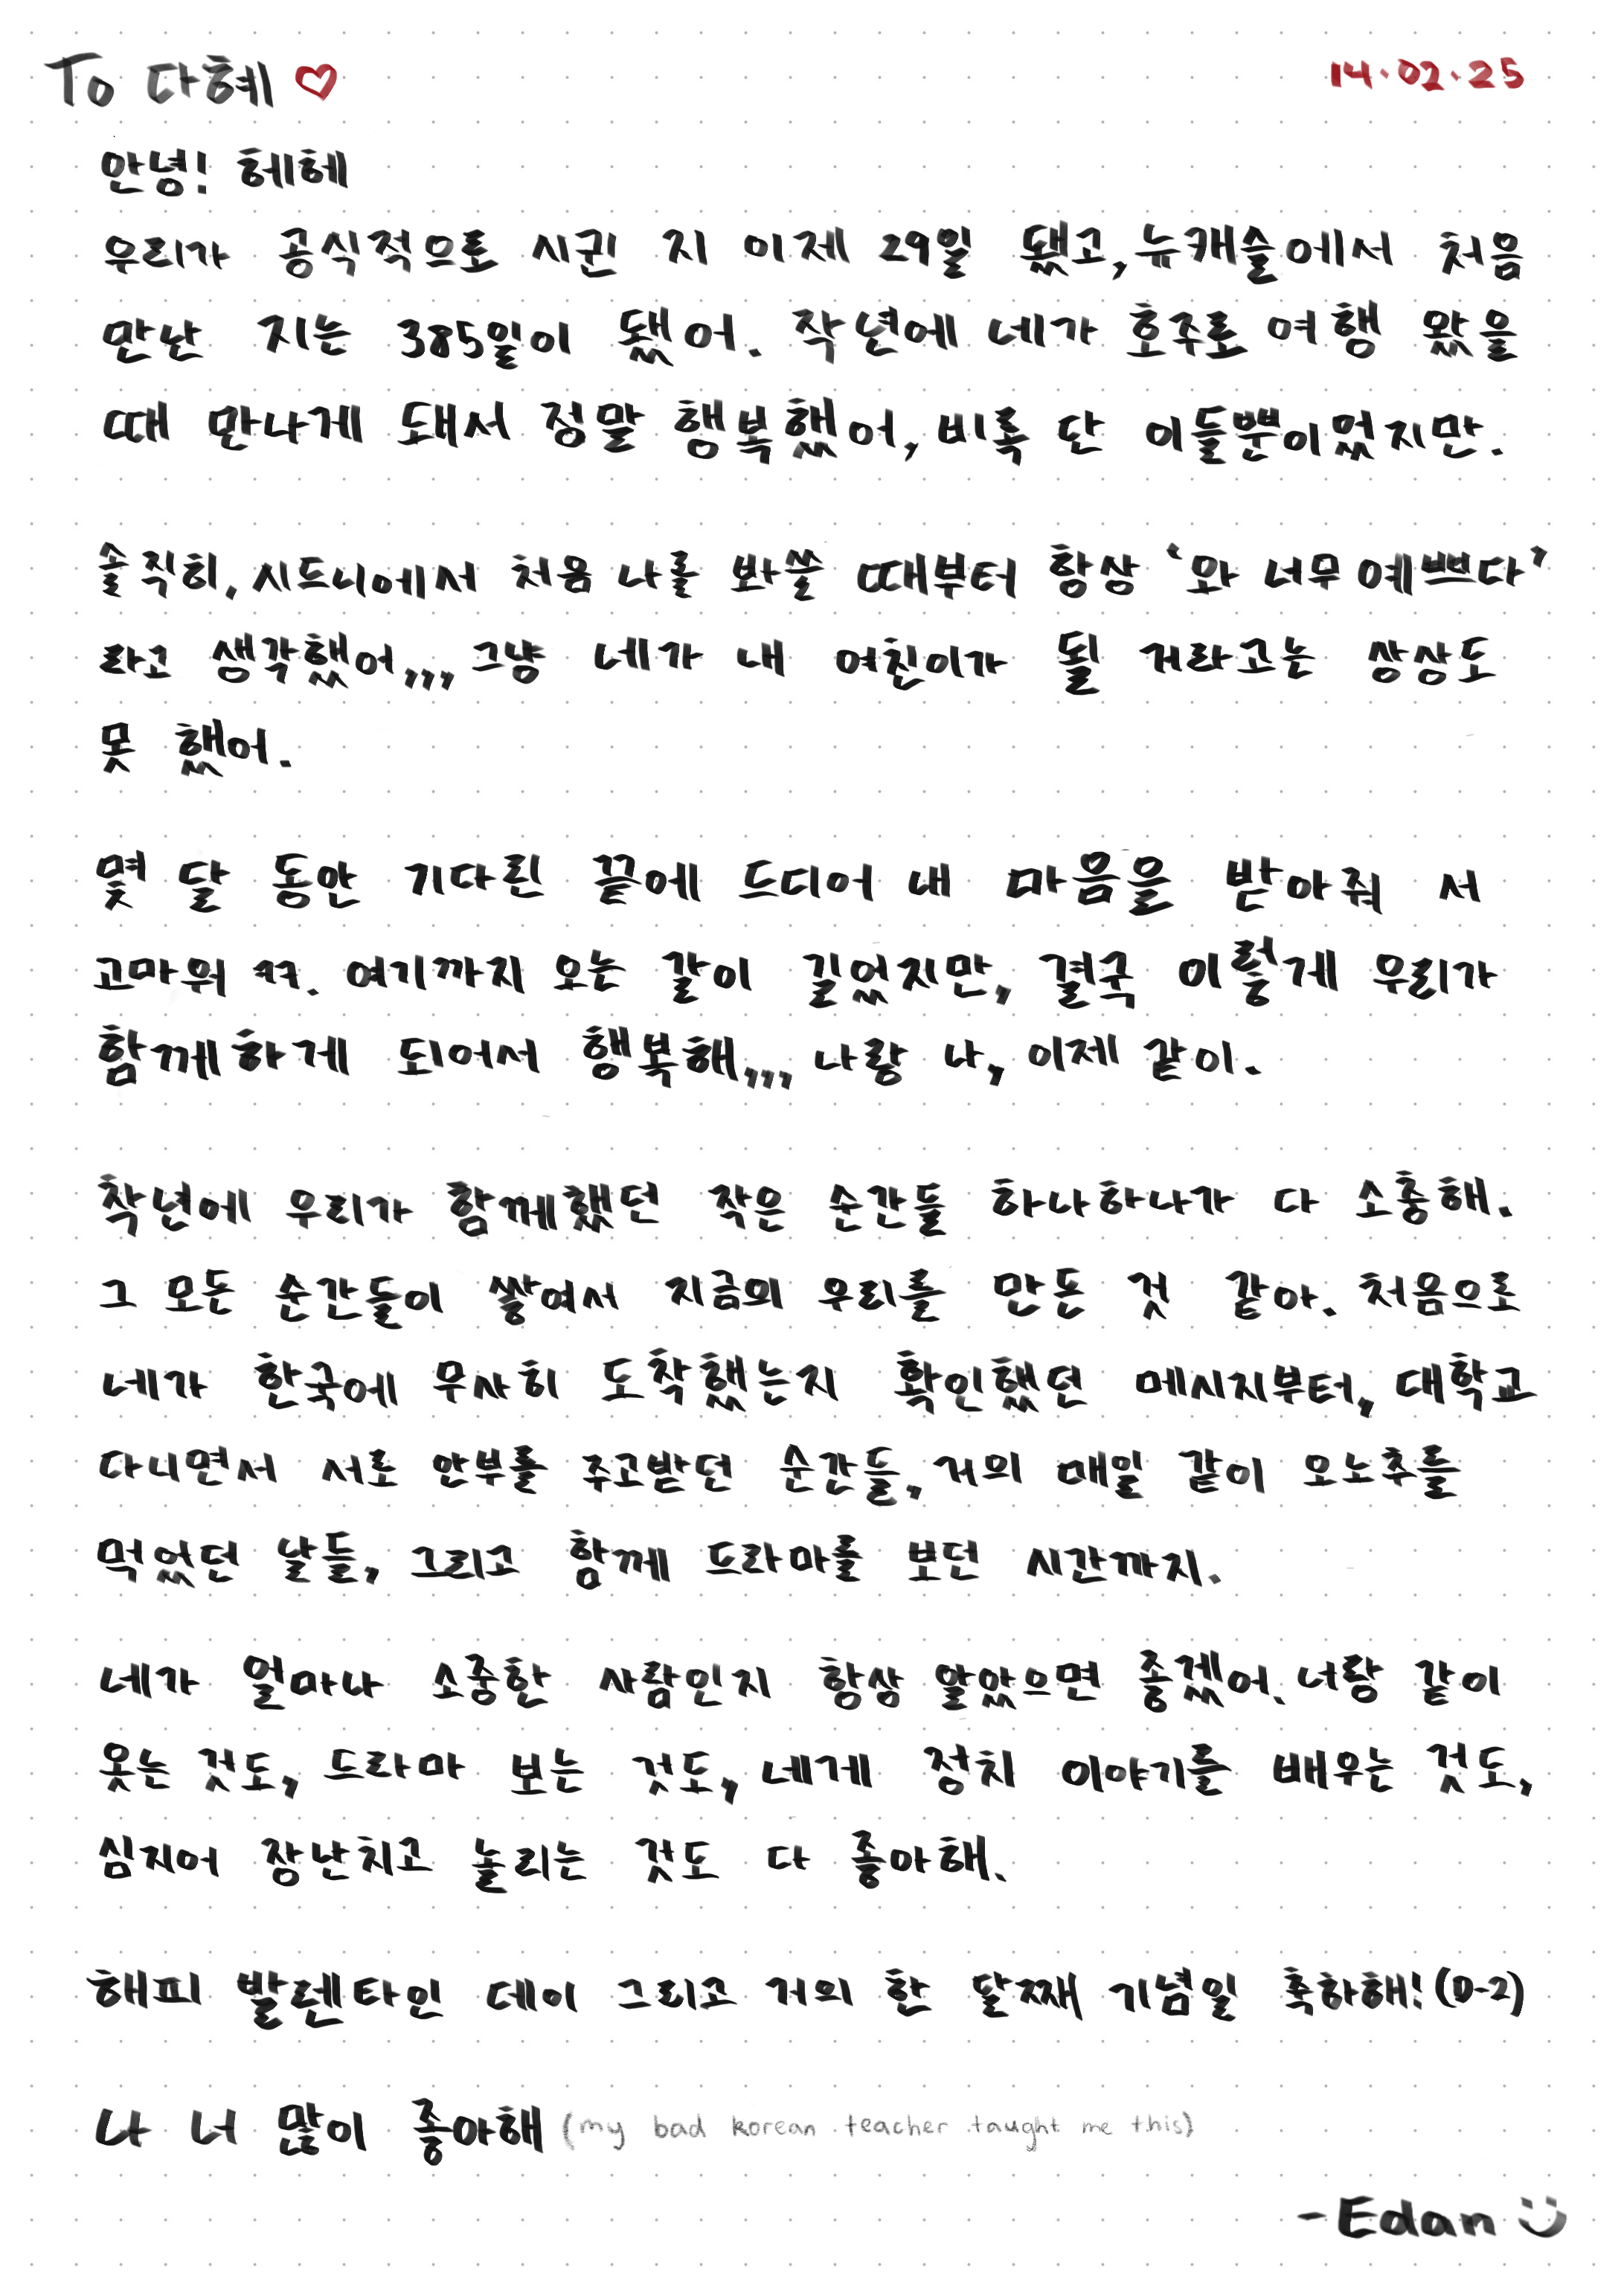 To 다혜 ♡
14.02.25
안녕! 헤헤
우리가 공식적으로 시귄 지 이제 29일 됐고, 뉴캐슬에서 처음
만난 지는 385일이 됐어. 작년에 네가 호주로 여행 왔을
때 만나게 돼서 정말 행복했어, 비록 단 이들뿐이었지만.
솔직히, 시드니에서 처음 나를 봐쓸 때부터 항상 '와 너무 예쁘다'
라고 생각했어,,, 그냥 네가 내 여친이가 될 거라고는 상상도
못 했어.
몇 달 동안 기다린 끝에 드디어 내 마음을 받아줘 서
고마워 ㅋㅋ. 여기까지 오는 같이 길었지만, 결국 이렇게 우리가
함께하게 되어서 행복해,,, 나랑 나, 이제 같이.
작년에 우리가 함께했던 작은 순간들 하나하나가 다 소중해.
그 모든 순간들이 쌓여서 지금의 우리를 만든 것 같아. 처음으로
네가 한국에 무사히 도착했는지 확인했던 메시지부터, 대학교
다니면서 서로 안부를 주고받던 순간들, 거의 매일 같이 오노추를
먹었던 날들, 그리고 함께 드라마를 보던 시간까지.
네가 얼마나 소중한 사람인지 항상 알았으면 좋겠어. 너랑 같이
웃는 것도, 드라마 보는 것도, 네게 정치 이야기를 배우는 것도,
심지어 장난치고 놀리는 것도 다 좋아해.
해피 발렌타인 데이 그리고 거의 한 달째 기념일 축하해! (D-2)
나 너 많이 좋아해 (my bad korean teacher taught me this)
- Edan